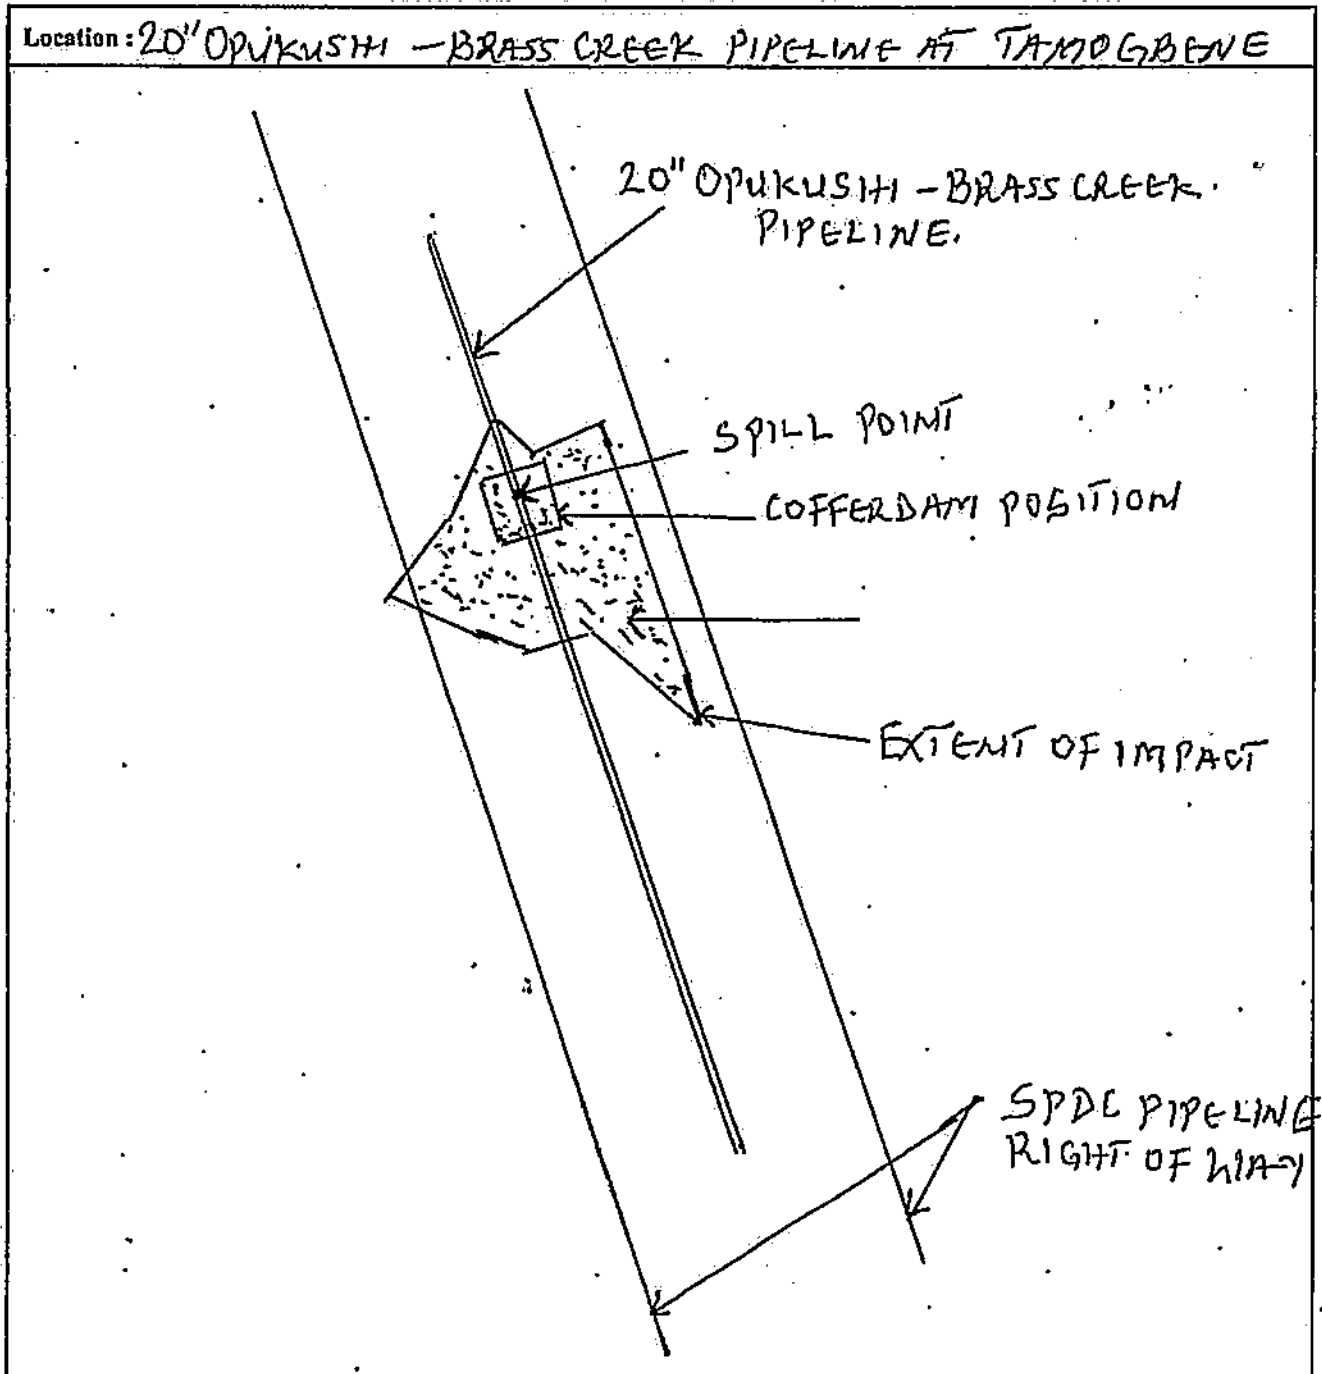 Location: 20" OPUKUSHI - BRASS CREEK PIPELINE AT TAMOGBENE
20" OPUKUSHI - BRASS CREEK.
PIPELINE.
SPILL POINT
COFFERDAM POSITION
EXTENT OF IMPACT
SPDC PIPELINE
RIGHT OF WAY